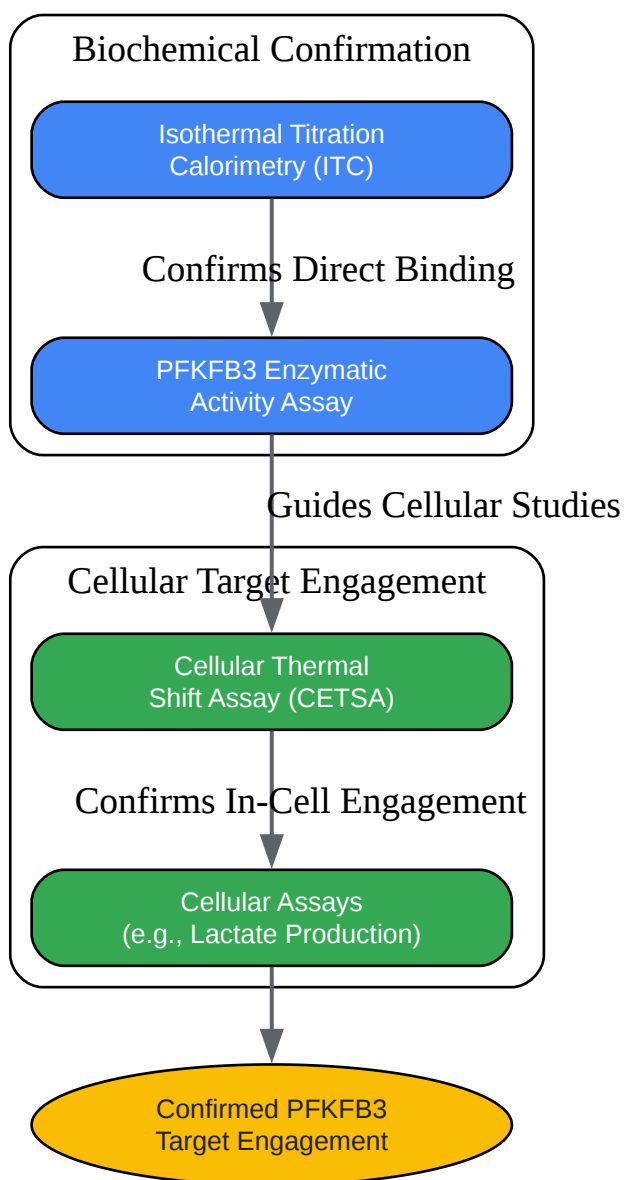 Biochemical Confirmation
Isothermal Titration
Calorimetry (ITC)
Confirms Direct Binding
PFKFB3 Enzymatic
Activity Assay
Guides Cellular Studies
Cellular Target Engagement
Cellular Thermal
Shift Assay (CETSA)
Confirms In-Cell Engagement
Cellular Assays
(e.g., Lactate Production)
Confirmed PFKFB3
Target Engagement